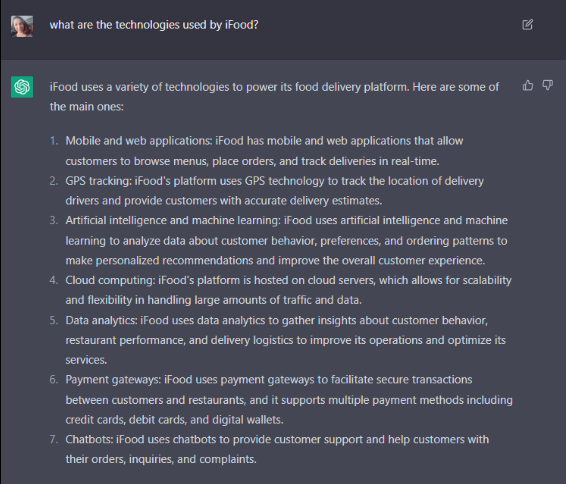 what are the technologies used by iFood?
iFood uses a variety of technologies to power its food delivery platform. Here are some of
the main ones:
1. Mobile and web applications: iFood has mobile and web applications that allow
customers to browse menus, place orders, and track deliveries in real-time.
2. GPS tracking: iFood's platform uses GPS technology to track the location of delivery
drivers and provide customers with accurate delivery estimates.
3. Artificial intelligence and machine learning: iFood uses artificial intelligence and machine
learning to analyze data about customer behavior, preferences, and ordering patterns to
make personalized recommendations and improve the overall customer experience.
4. Cloud computing: iFood's platform is hosted on cloud servers, which allows for scalability
and flexibility in handling large amounts of traffic and data.
5. Data analytics: iFood uses data analytics to gather insights about customer behavior,
restaurant performance, and delivery logistics to improve its operations and optimize its
services.
6. Payment gateways: iFood uses payment gateways to facilitate secure transactions
between customers and restaurants, and it supports multiple payment methods including
credit cards, debit cards, and digital wallets.
7. Chatbots: iFood uses chatbots to provide customer support and help customers with
their orders, inquiries, and complaints.